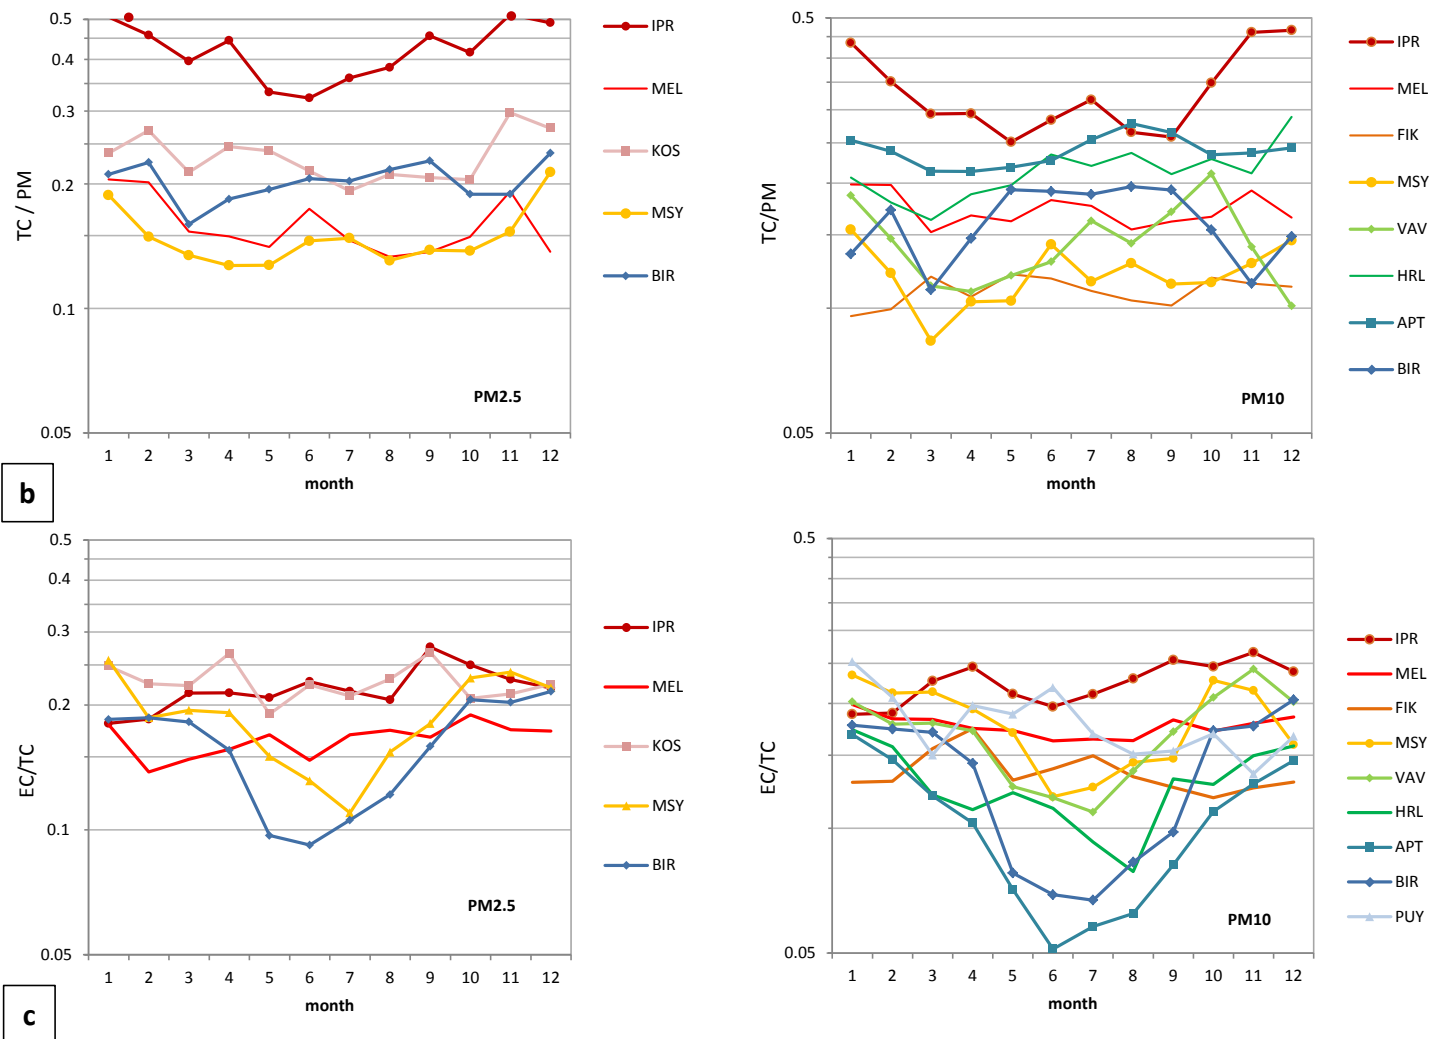 0.5
0.4
0.3
0.2
0.1
0.05
TC / PM
1 2 3 4 5 6 7 8 9 10 11 12
month
PM2.5
IPR
MEL
KOS
MSY
BIR
0.5
0.05
TC/PM
1 2 3 4 5 6 7 8 9 10 11 12
month
PM10
IPR
MEL
FIK
MSY
VAV
HRL
APT
BIR
b
0.5
0.4
0.3
0.2
0.1
0.05
EC/TC
1 2 3 4 5 6 7 8 9 10 11 12
month
PM2.5
IPR
MEL
KOS
MSY
BIR
0.5
0.05
EC/TC
1 2 3 4 5 6 7 8 9 10 11 12
month
PM10
IPR
MEL
FIK
MSY
VAV
HRL
APT
BIR
PUY
c